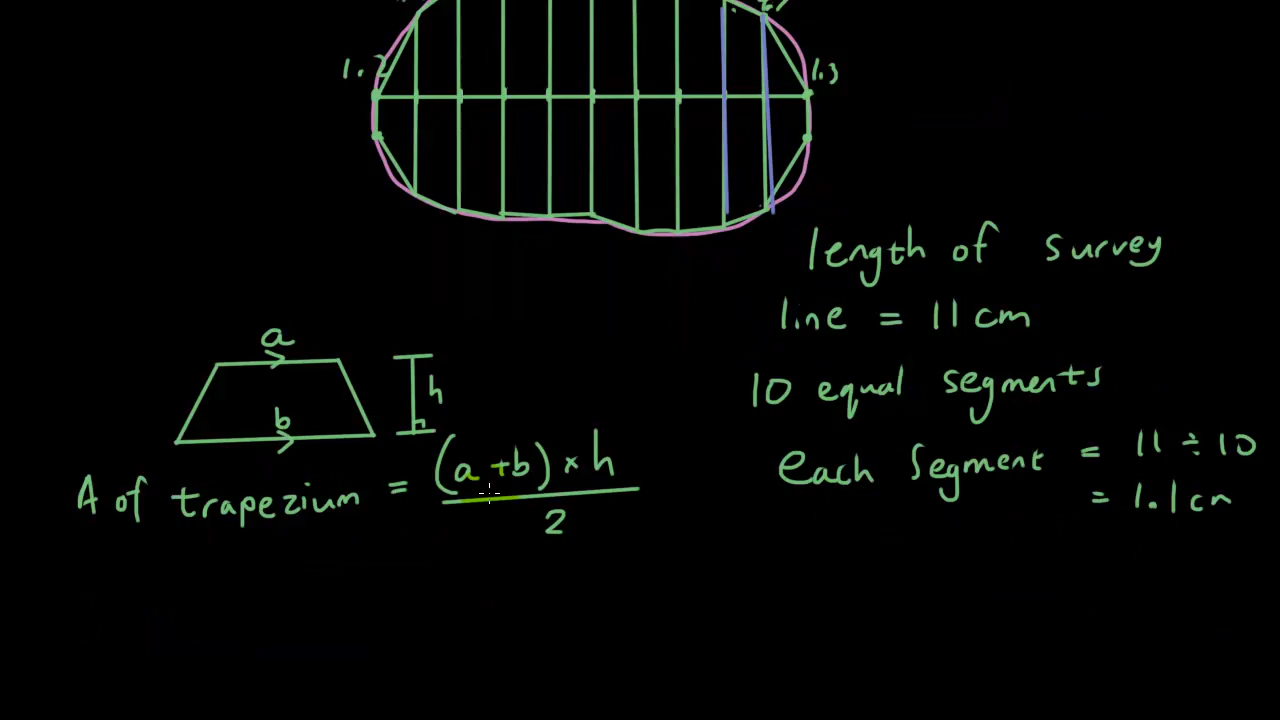 1.2
1.3
length of survey
line = 11 cm
10 equal segments
each segment = 11 ÷ 10
= 1.1 cm
a
h
b
A of trapezium = (a+b) × h
2